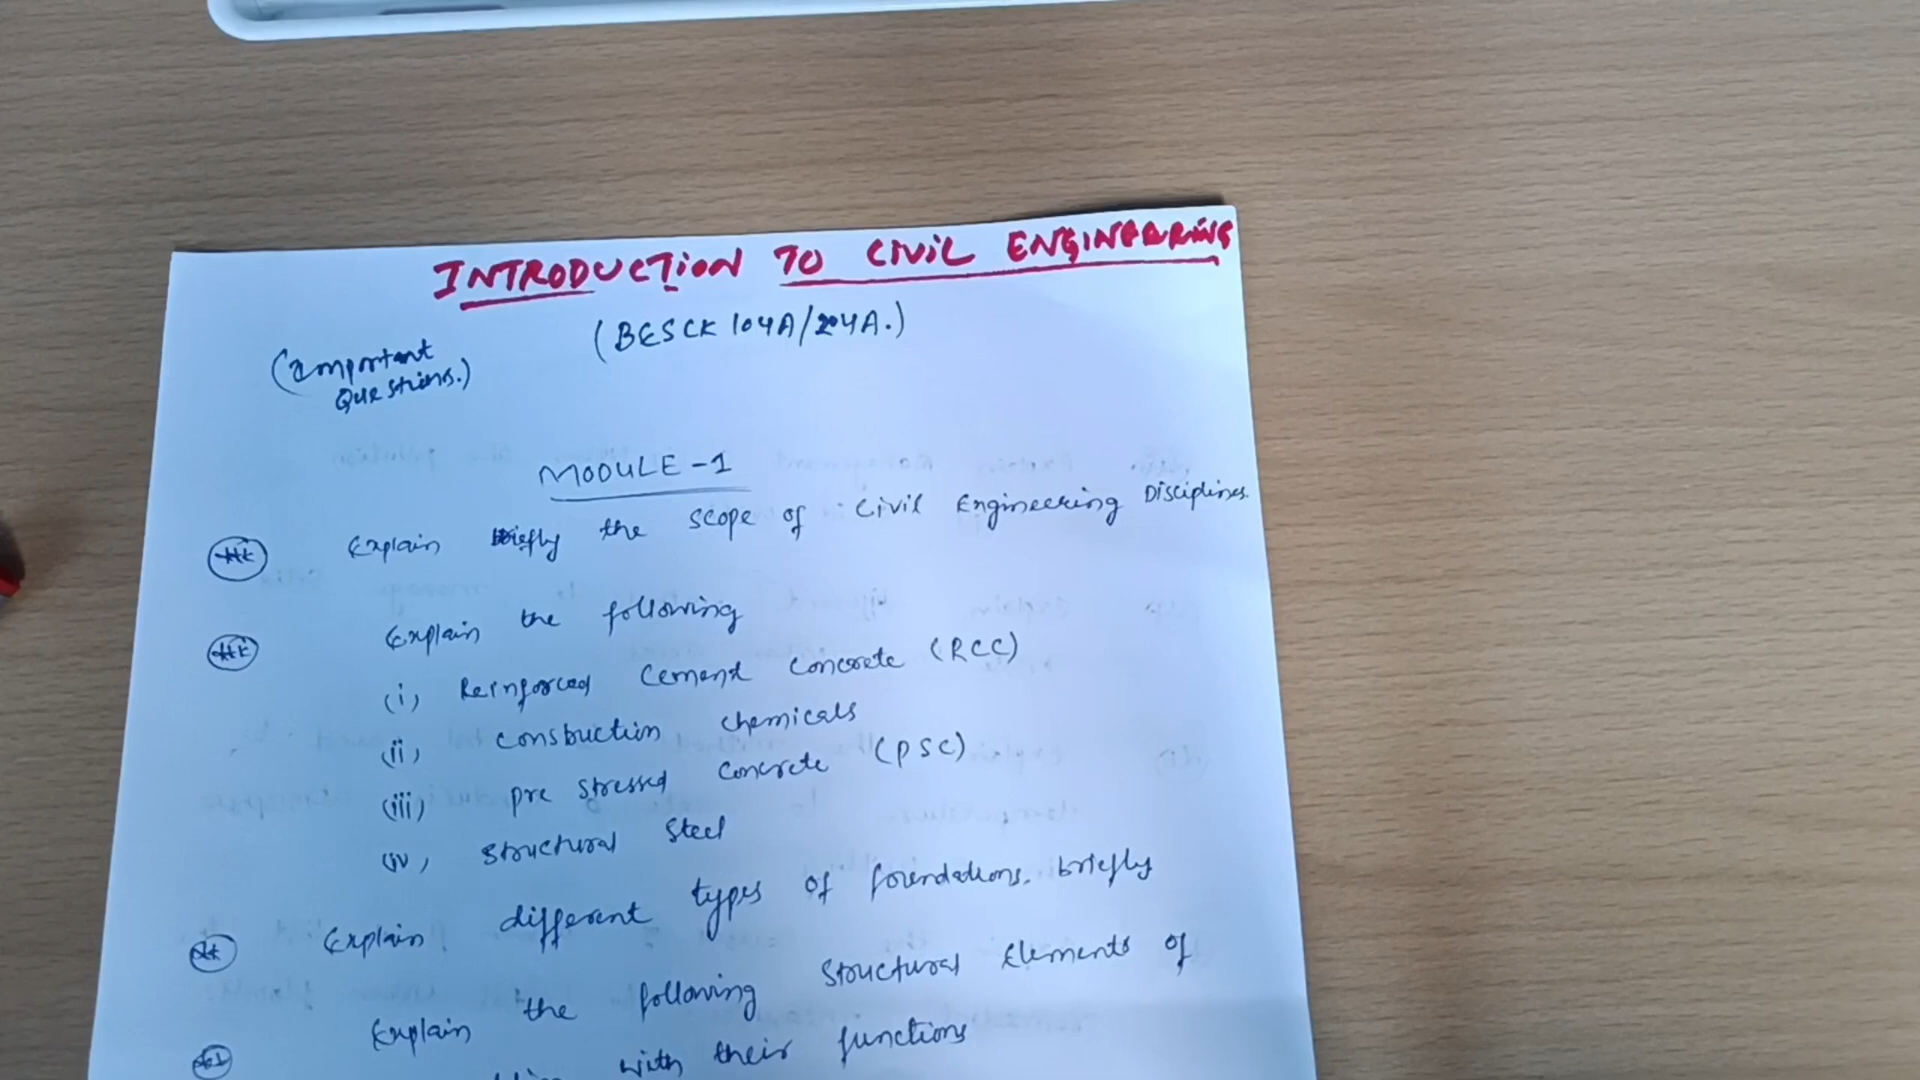 INTRODUCTION TO CIVIL ENGINEERING
(BESCK 104A/204A.)
(Important
Questions.)
MODULE-1
Explain briefly the scope of Civil Engineering Disciplines.
Explain the following
(i) Reinforced Cement Concrete (RCC)
(ii) Construction chemicals
(iii) pre stressed concrete (PSC)
(iv) structural steel
Explain different types of foundations. briefly
Explain the following structural Elements of
with their functions